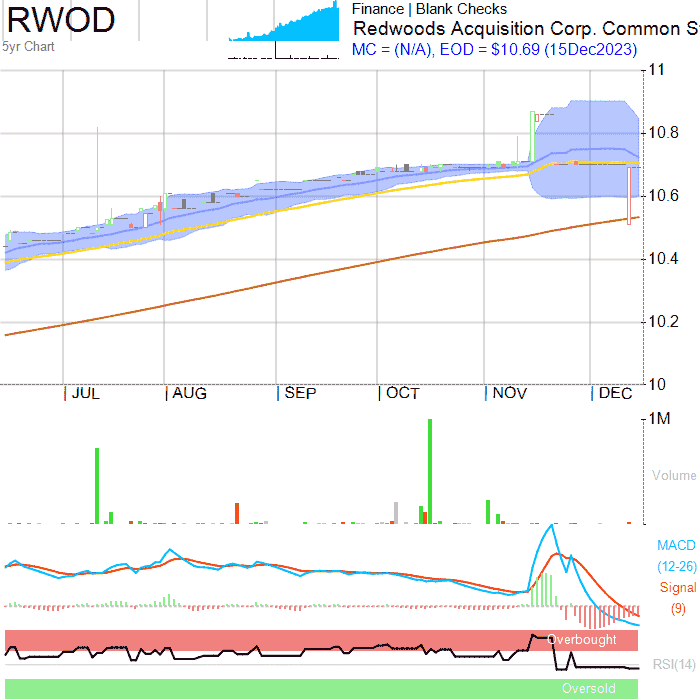 RWOD
5yr Chart
Finance | Blank Checks
Redwoods Acquisition Corp. Common S
MC = (N/A), EOD = $10.69 (15Dec2023)
11
10.8
10.6
10.4
10.2
10
JUL AUG SEP OCT NOV DEC
1M
Volume
MACD
(12-26)
Signal
(9)
Overbought
RSI(14)
Oversold